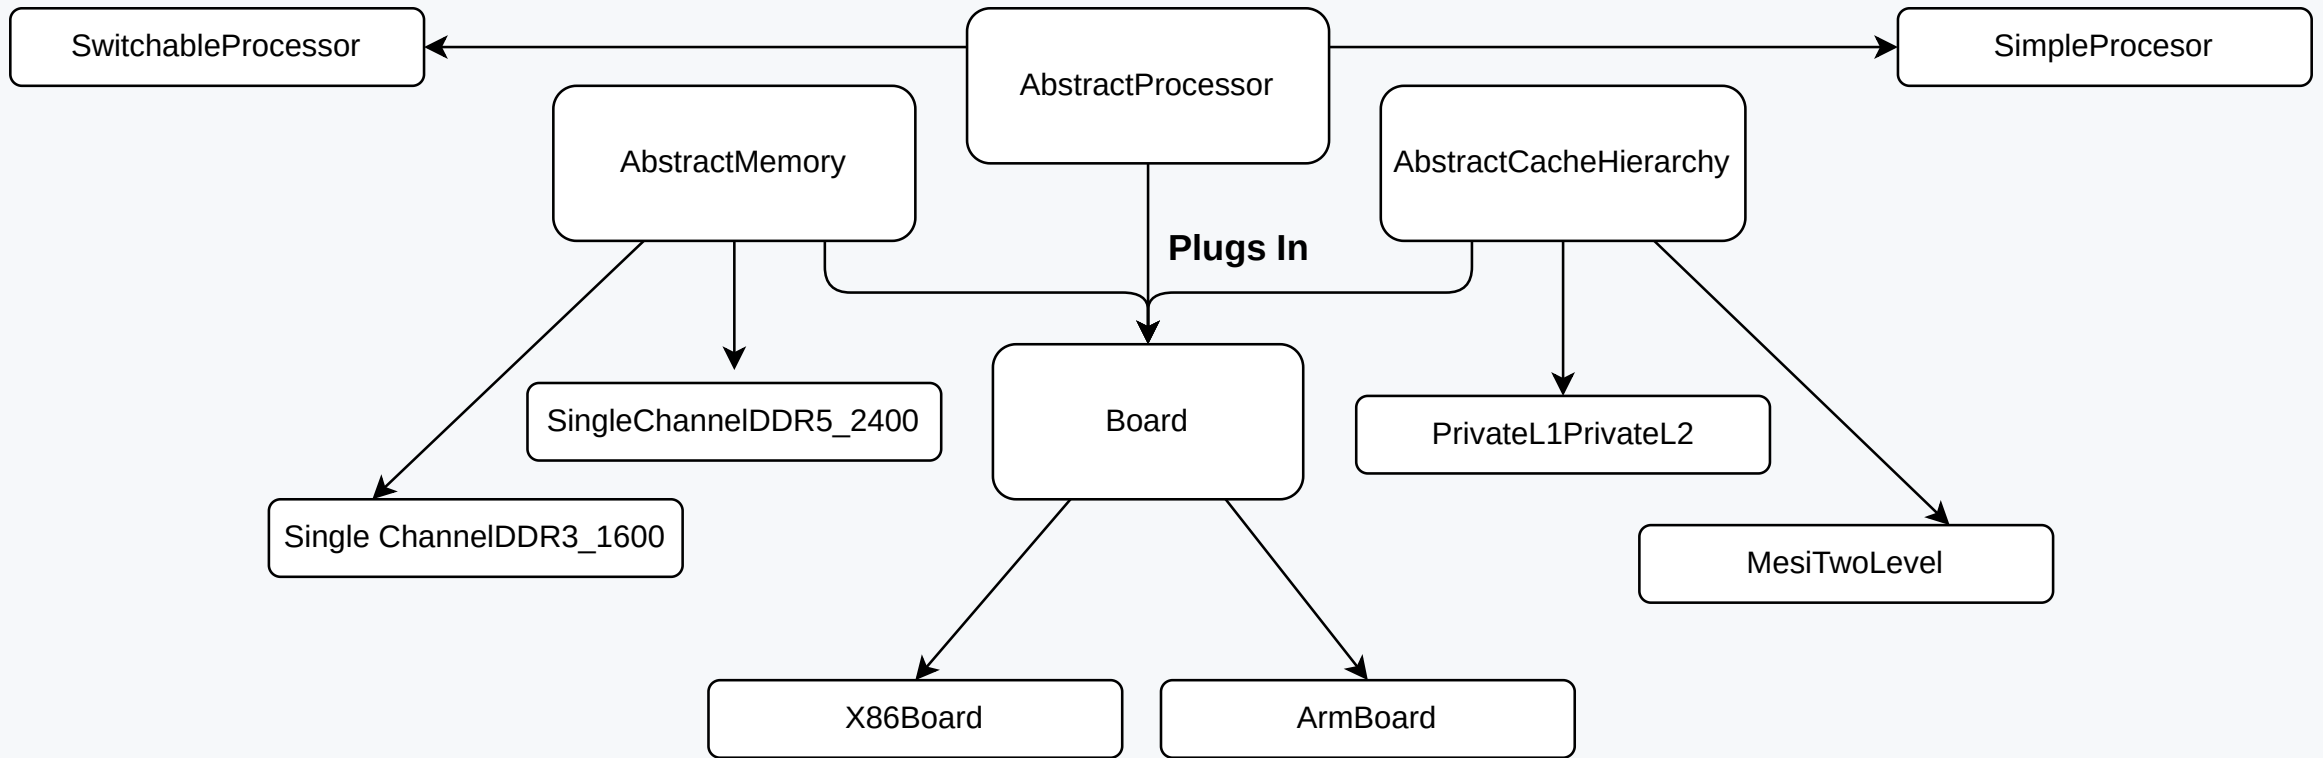 SwitchableProcessor
AbstractProcessor
SimpleProcesor
AbstractMemory
AbstractCacheHierarchy
Plugs In
SingleChannelDDR5_2400
Board
PrivateL1PrivateL2
Single ChannelDDR3_1600
MesiTwoLevel
X86Board
ArmBoard